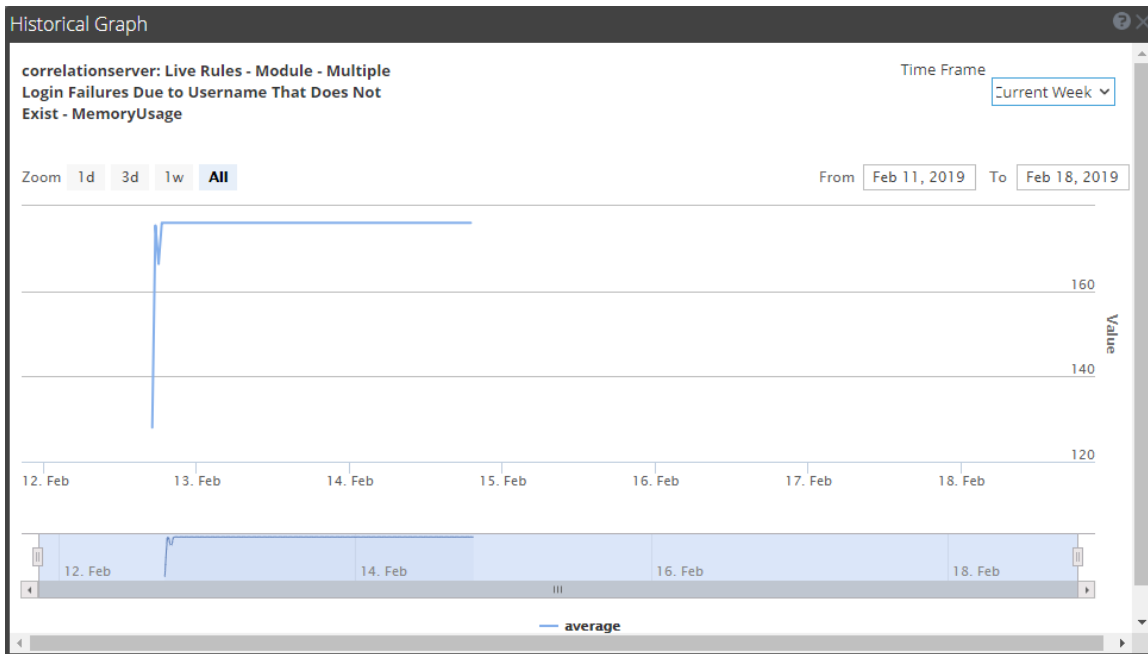 Historical Graph
correlationserver: Live Rules - Module - Multiple
Login Failures Due to Username That Does Not
Exist - MemoryUsage
Time Frame
Current Week
Zoom 1d 3d 1w All
From Feb 11, 2019 To Feb 18, 2019
160
140
120
Value
12. Feb 13. Feb 14. Feb 15. Feb 16. Feb 17. Feb 18. Feb
12. Feb 14. Feb 16. Feb 18. Feb
average